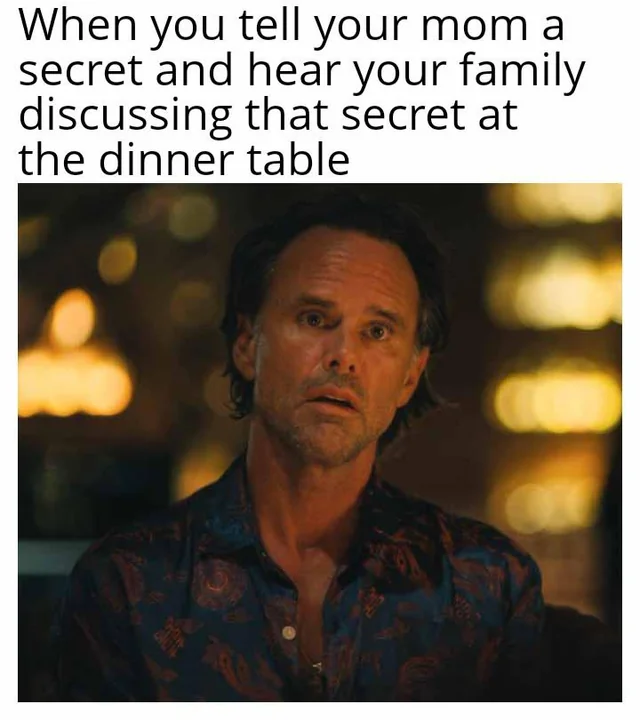 When you tell your mom a
secret and hear your family
discussing that secret at
the dinner table